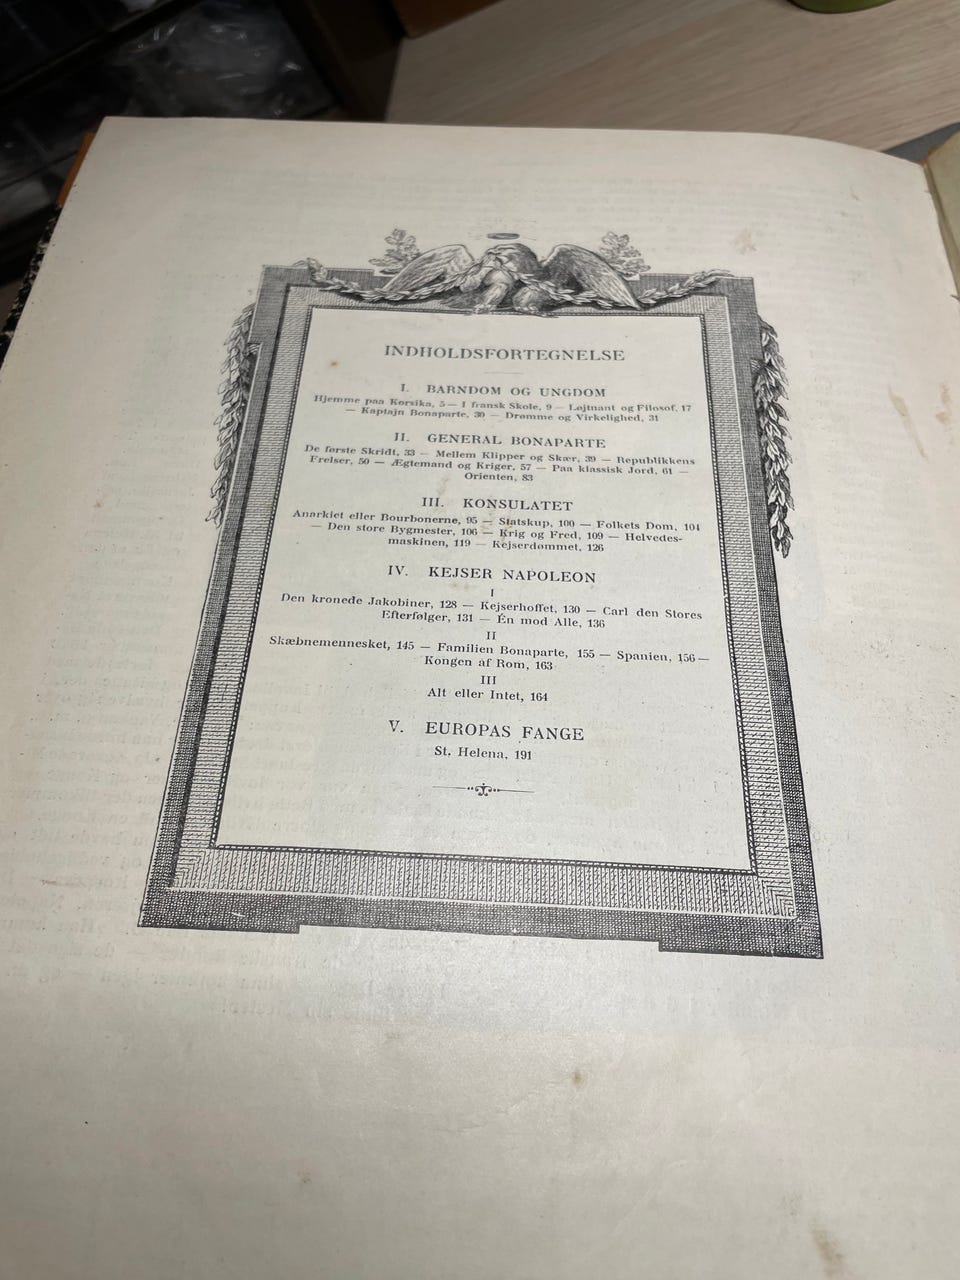 INDHOLDSFORTEGNELSE
I. BARNDOM OG UNGDOM
Hjemme paa Korsika, 5 — I fransk Skole, 9 — Løjtnant og Filosof, 17
— Kaptajn Bonaparte, 30 — Drømme og Virkelighed, 31
II. GENERAL BONAPARTE
De første Skridt, 33 — Mellem Klipper og Skær, 39 — Republikkens
Frelser, 50 — Ægtemand og Kriger, 57 — Paa klassisk Jord, 61 —
Orienten, 83
III. KONSULATET
Anarkiet eller Bourbonerne, 95 — Statskup, 100 — Folkets Dom, 104
— Den store Bygmester, 106 — Krig og Fred, 109 — Helvedes-
maskinen, 119 — Kejserdømmet, 126
IV. KEJSER NAPOLEON
I
Den kronede Jakobiner, 128 — Kejserhoffet, 130 — Carl den Stores
Efterfølger, 131 — Én mod Alle, 136
II
Skæbnemennesket, 145 — Familien Bonaparte, 155 — Spanien, 156 —
Kongen af Rom, 163
III
Alt eller Intet, 164
V. EUROPAS FANGE
St. Helena, 191